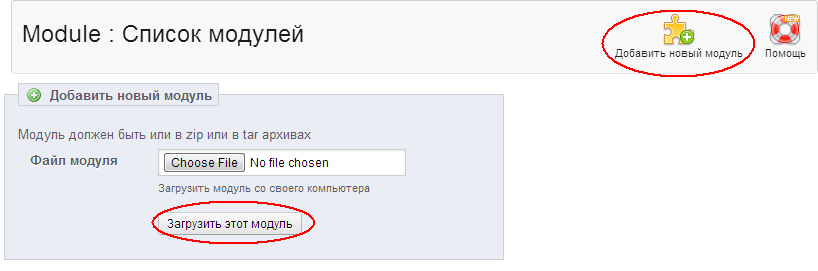 Module : Список модулей
NEW
Добавить новый модуль
Помощь
Добавить новый модуль
Модуль должен быть или в zip или в tar архивах
Файл модуля
Choose File No file chosen
Загрузить модуль со своего компьютера
Загрузить этот модуль